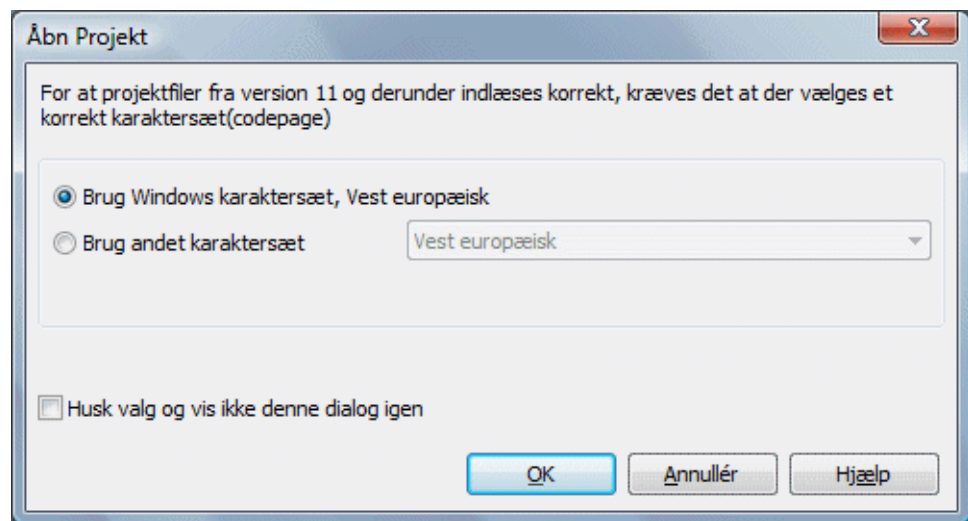 Åbn Projekt
For at projektfiler fra version 11 og derunder indlæses korrekt, kræves det at der vælges et
korrekt karaktersæt(codepage)
Brug Windows karaktersæt, Vest europæisk
Brug andet karaktersæt
Vest europæisk
Husk valg og vis ikke denne dialog igen
OK
Annullér
Hjælp